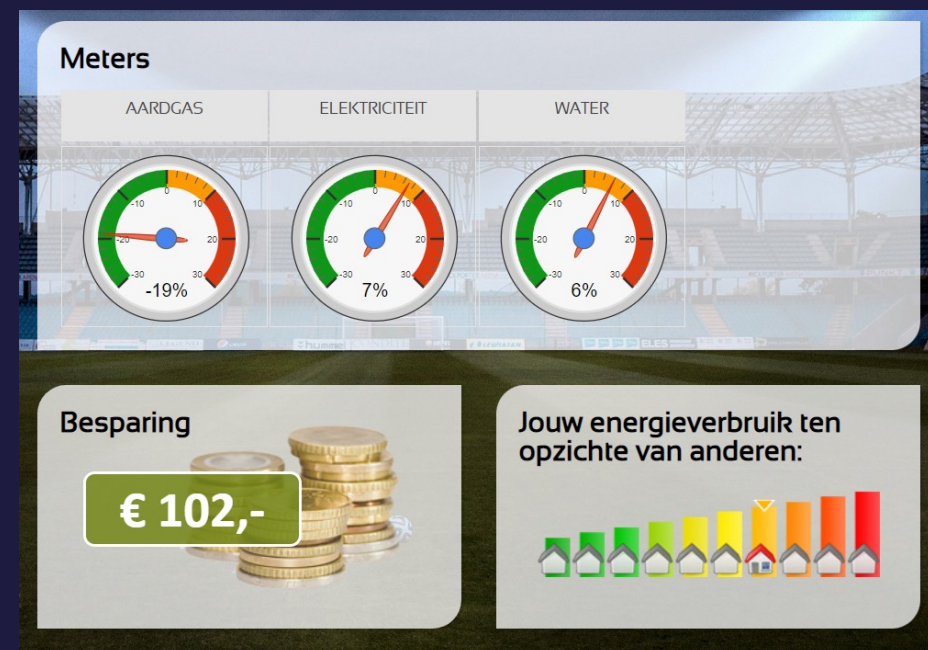 Meters
AARDGAS ELEKTRICITEIT WATER
-30 -20 -10 0 10 20 30
-19%
-30 -20 -10 0 10 20 30
7%
-30 -20 -10 0 10 20 30
6%
hummel
Besparing
€ 102,-
Jouw energieverbruik ten
opzichte van anderen: